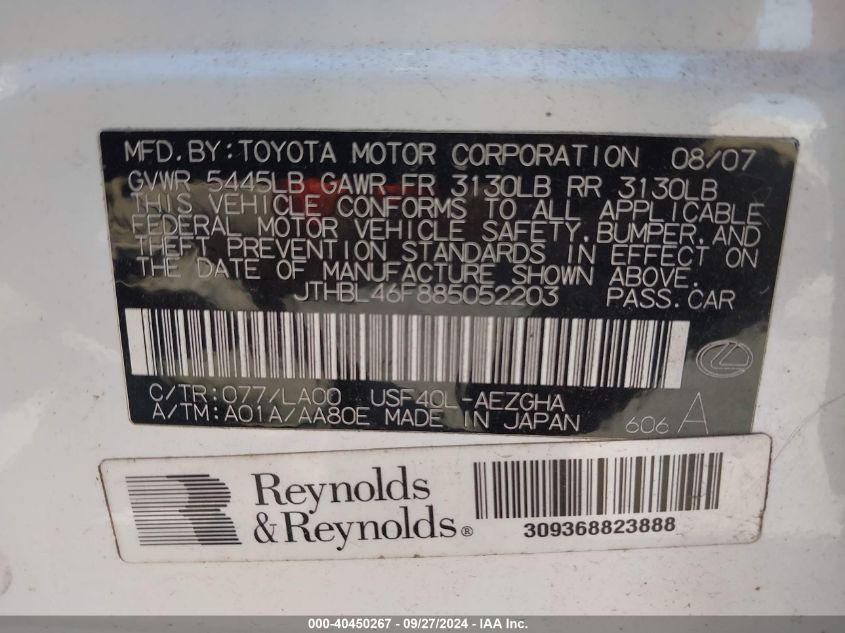 MFD.BY:TOYOTA MOTOR CORPORATION 08/07
GVWR 5445LB GAWR FR 3130LB RR 3130LB
THIS VEHICLE CONFORMS TO ALL APPLICABLE
FEDERAL MOTOR VEHICLE SAFETY,BUMPER,AND
THEFT PREVENTION STANDARDS IN EFFECT ON
THE DATE OF MANUFACTURE SHOWN ABOVE.
JTHBL46F885052203 PASS.CAR
C/TR:077/LA00 USF40L-AEZGHA
A/TM:A01A/AA80E MADE IN JAPAN 606 A
Reynolds
&Reynolds®
309368823888
000-40450267 - 09/27/2024 - IAA Inc.